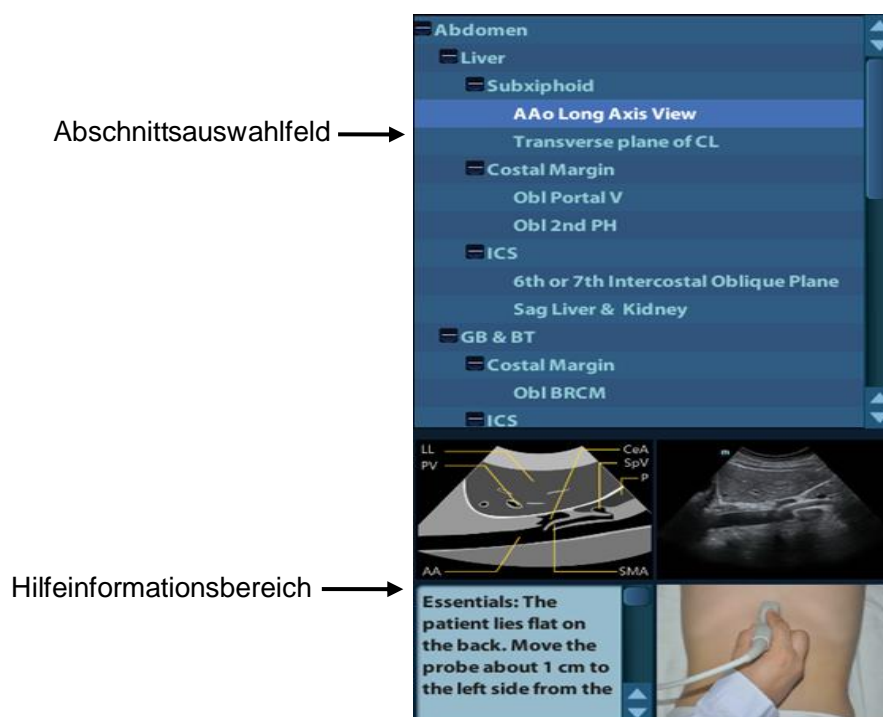 Abdomen
Liver
Subxiphoid
AAo Long Axis View
Abschnittsauswahlfeld
Transverse plane of CL
Costal Margin
Obl Portal V
Obl 2nd PH
ICS
6th or 7th Intercostal Oblique Plane
Sag Liver & Kidney
GB & BT
Costal Margin
Obl BRCM
ICS
LL
CeA
PV
SpV
P
m
AA
SMA
Hilfeinformationsbereich
Essentials: The
patient lies flat on
the back. Move the
probe about 1 cm to
the left side from the